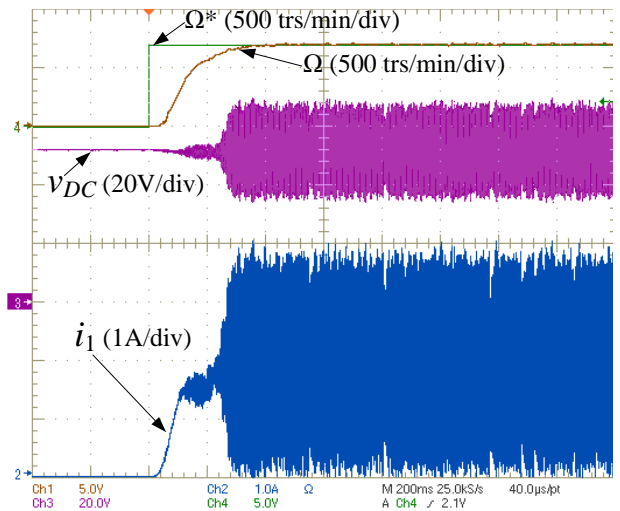 Ω* (500 trs/min/div)
Ω (500 trs/min/div)
4
vDC (20V/div)
3
i1 (1A/div)
2
Ch1 5.0V Ch2 1.0A Ω M 200ms 25.0kS/s 40.0µs/pt
Ch3 20.0V Ch4 5.0V A Ch4 ∕ 2.1V